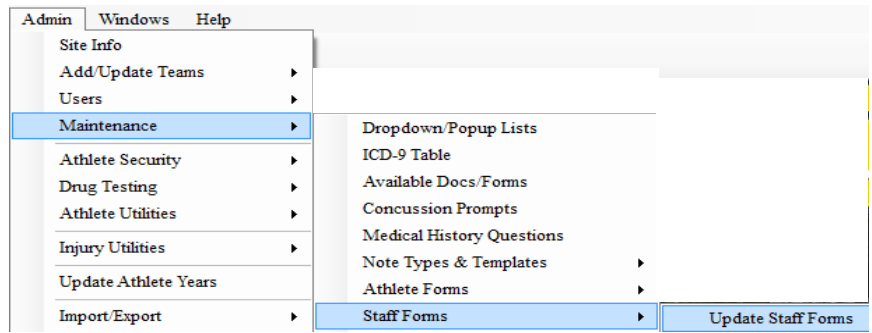 Admin Windows Help
Site Info
Add/Update Teams
Users
Maintenance
Athlete Security
Drug Testing
Athlete Utilities
Injury Utilities
Update Athlete Years
Import/Export
Dropdown/Popup Lists
ICD-9 Table
Available Docs/Forms
Concussion Prompts
Medical History Questions
Note Types & Templates
Athlete Forms
Staff Forms
Update Staff Forms